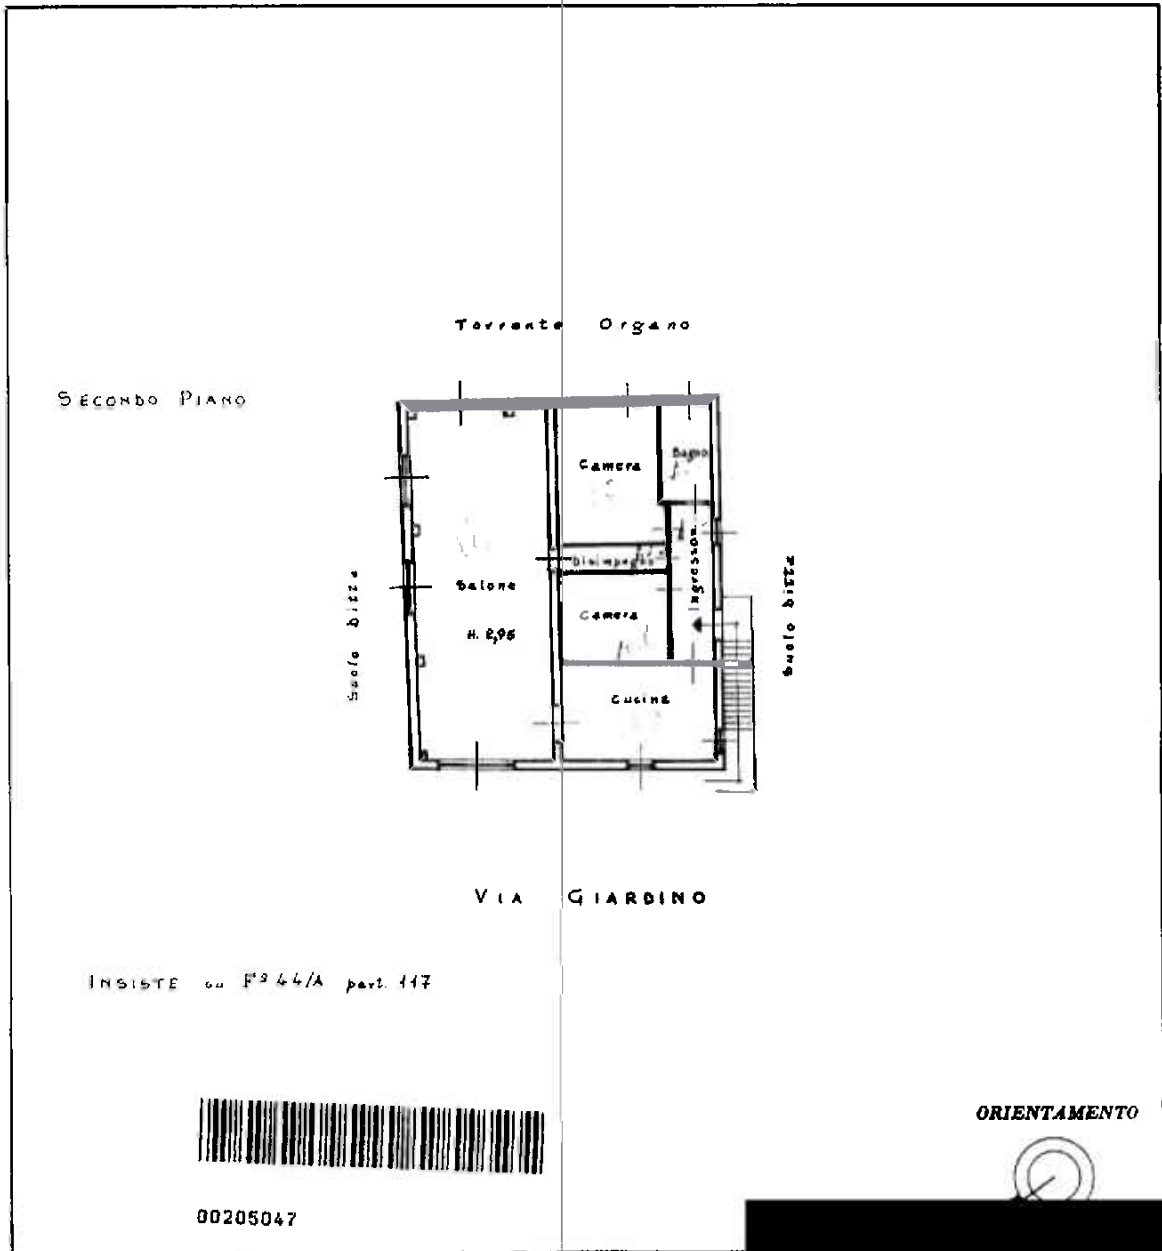 Torrente Organo
SECONDO PIANO
Camera
Bagno
Disimpegno
Ingresso
Salone
H. 2,95
Camera
Cucina
Suolo bitta
Suolo bitta
VIA GIARDINO
INSISTE su Fº 44/A part. 117
ORIENTAMENTO
00205047